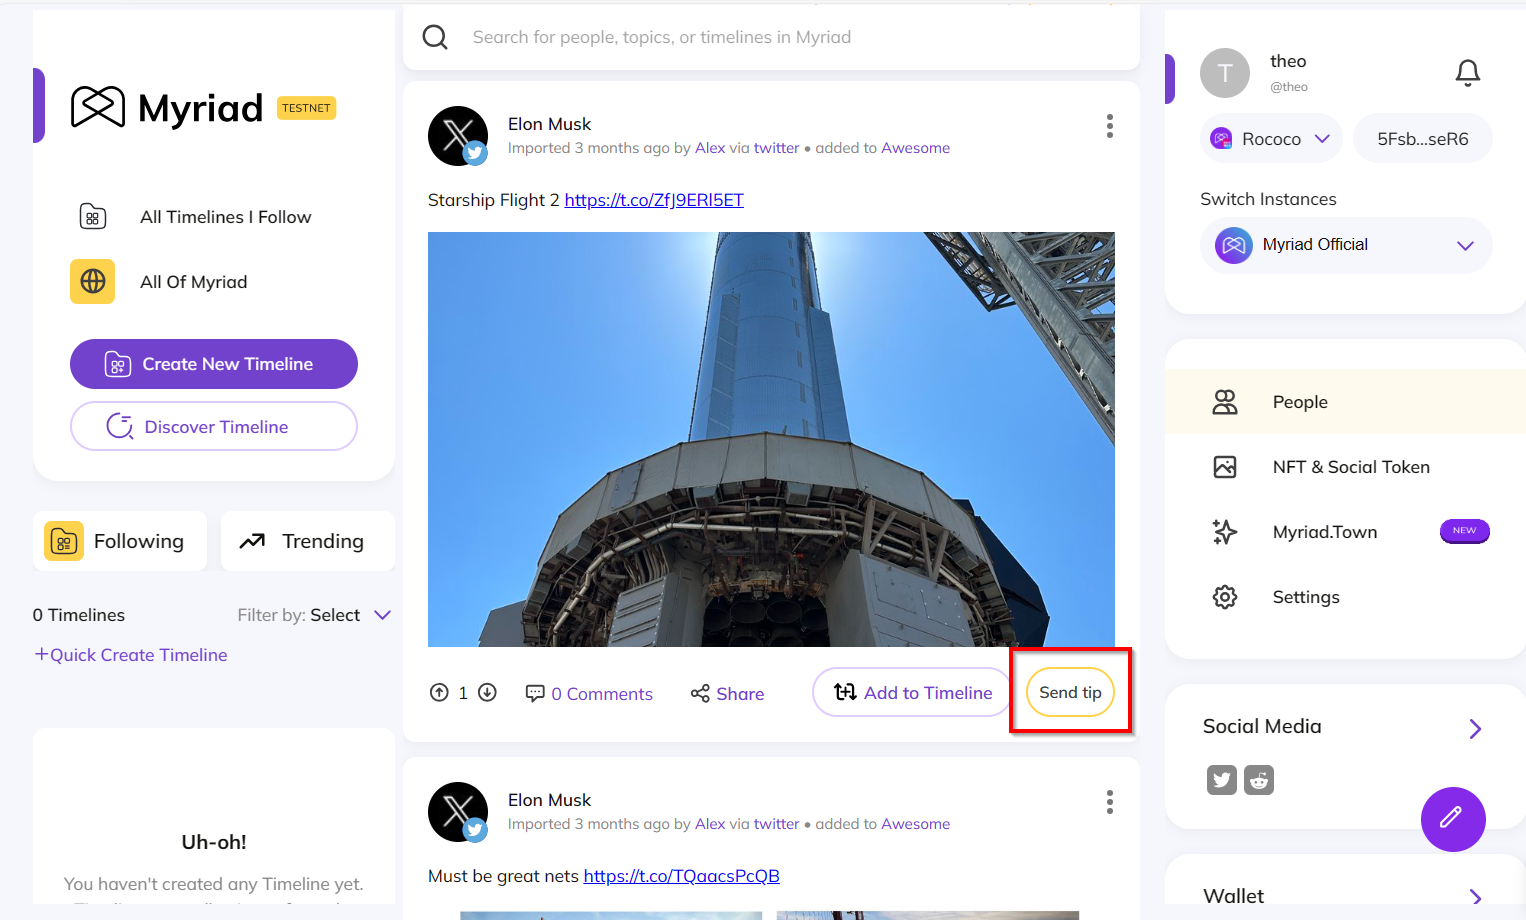 Myriad TESTNET
All Timelines I Follow
All Of Myriad
Create New Timeline
Discover Timeline
Following
Trending
0 Timelines
Filter by: Select
+Quick Create Timeline
Uh-oh!
You haven't created any Timeline yet.
Search for people, topics, or timelines in Myriad
Elon Musk
Imported 3 months ago by Alex via twitter • added to Awesome
Starship Flight 2 https://t.co/ZfJ9ERl5ET
1
0 Comments
Share
Add to Timeline
Send tip
Elon Musk
Imported 3 months ago by Alex via twitter • added to Awesome
Must be great nets https://t.co/TQaacsPcQB
T
theo
@theo
Rococo
5Fsb...seR6
Switch Instances
Myriad Official
People
NFT & Social Token
Myriad.Town NEW
Settings
Social Media
Wallet